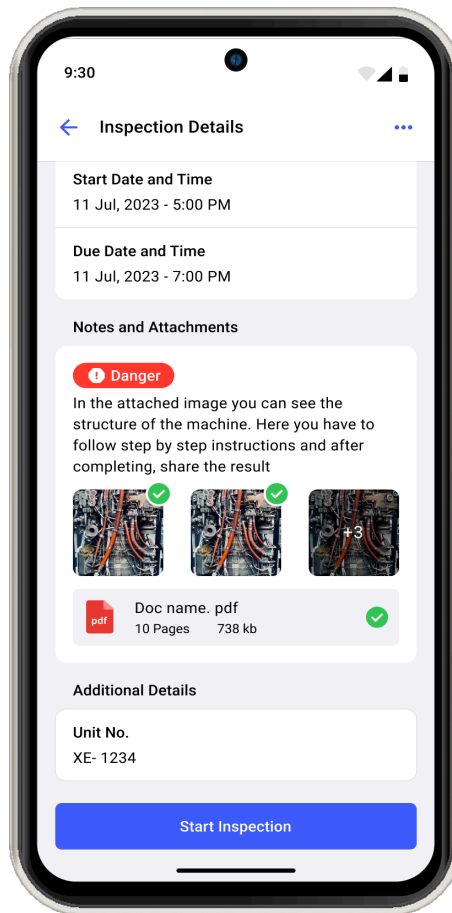 9:30
Inspection Details
Start Date and Time
11 Jul, 2023 - 5:00 PM
Due Date and Time
11 Jul, 2023 - 7:00 PM
Notes and Attachments
Danger
In the attached image you can see the
structure of the machine. Here you have to
follow step by step instructions and after
completing, share the result
+3
pdf
Doc name. pdf
10 Pages 738 kb
Additional Details
Unit No.
XE- 1234
Start Inspection